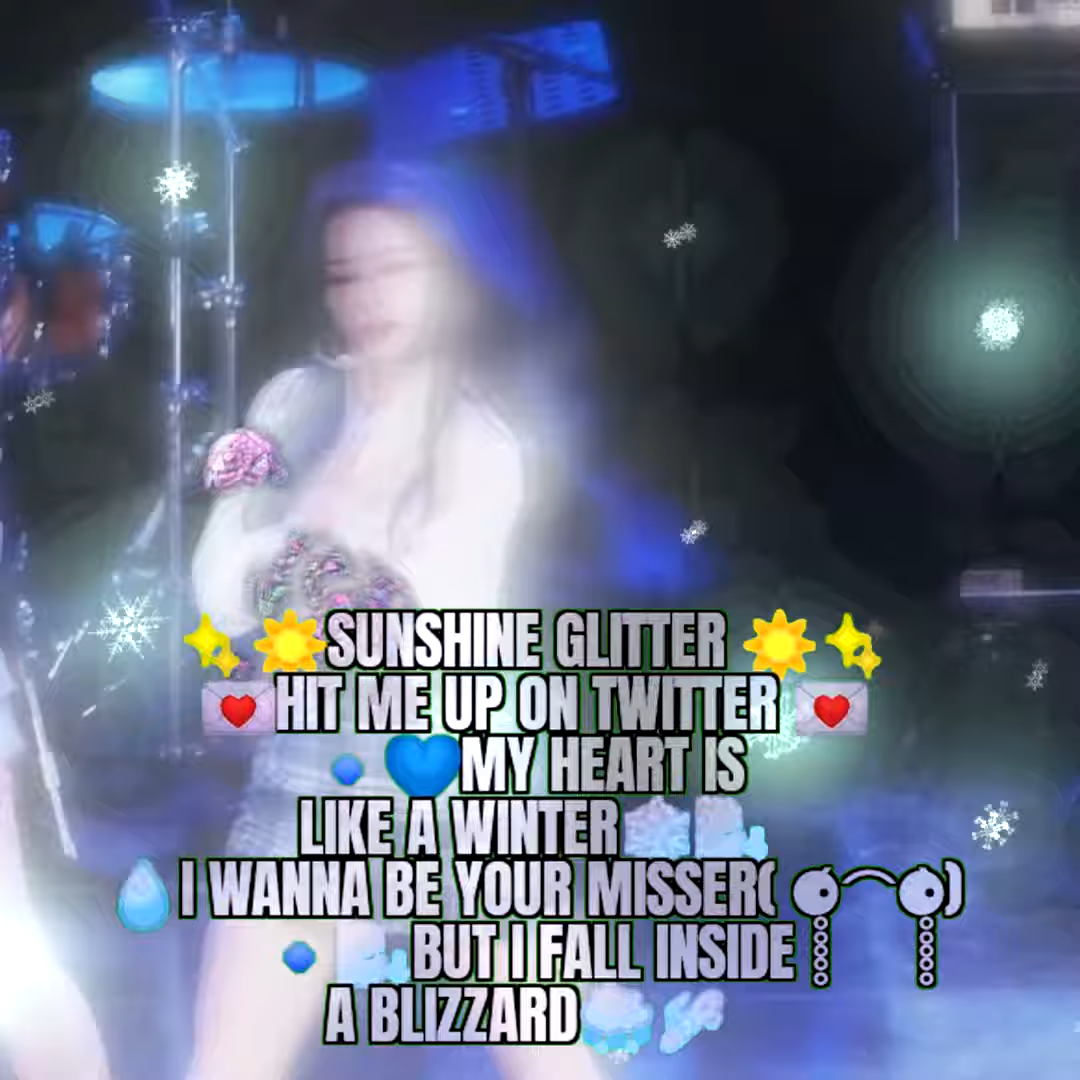 ✨ ☀️SUNSHINE GLITTER ☀️✨
💌HIT ME UP ON TWITTER 💌
🔹 💙MY HEART IS
LIKE A WINTER
💧I WANNA BE YOUR MISSER(
BUT I FALL INSIDE
A BLIZZARD